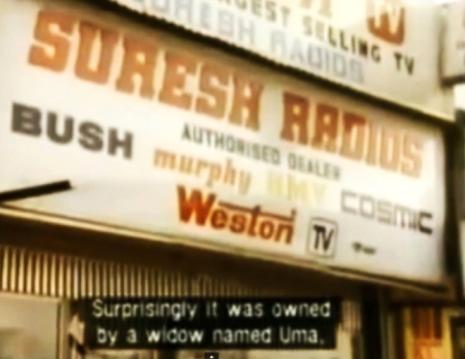 GEST SELLING TV
SURESH RADIOS
SURESH RADIOS
AUTHORISED DEALER
BUSH murphy HMV COSMIC
Weston TV
Surprisingly it was owned
by a widow named Uma.